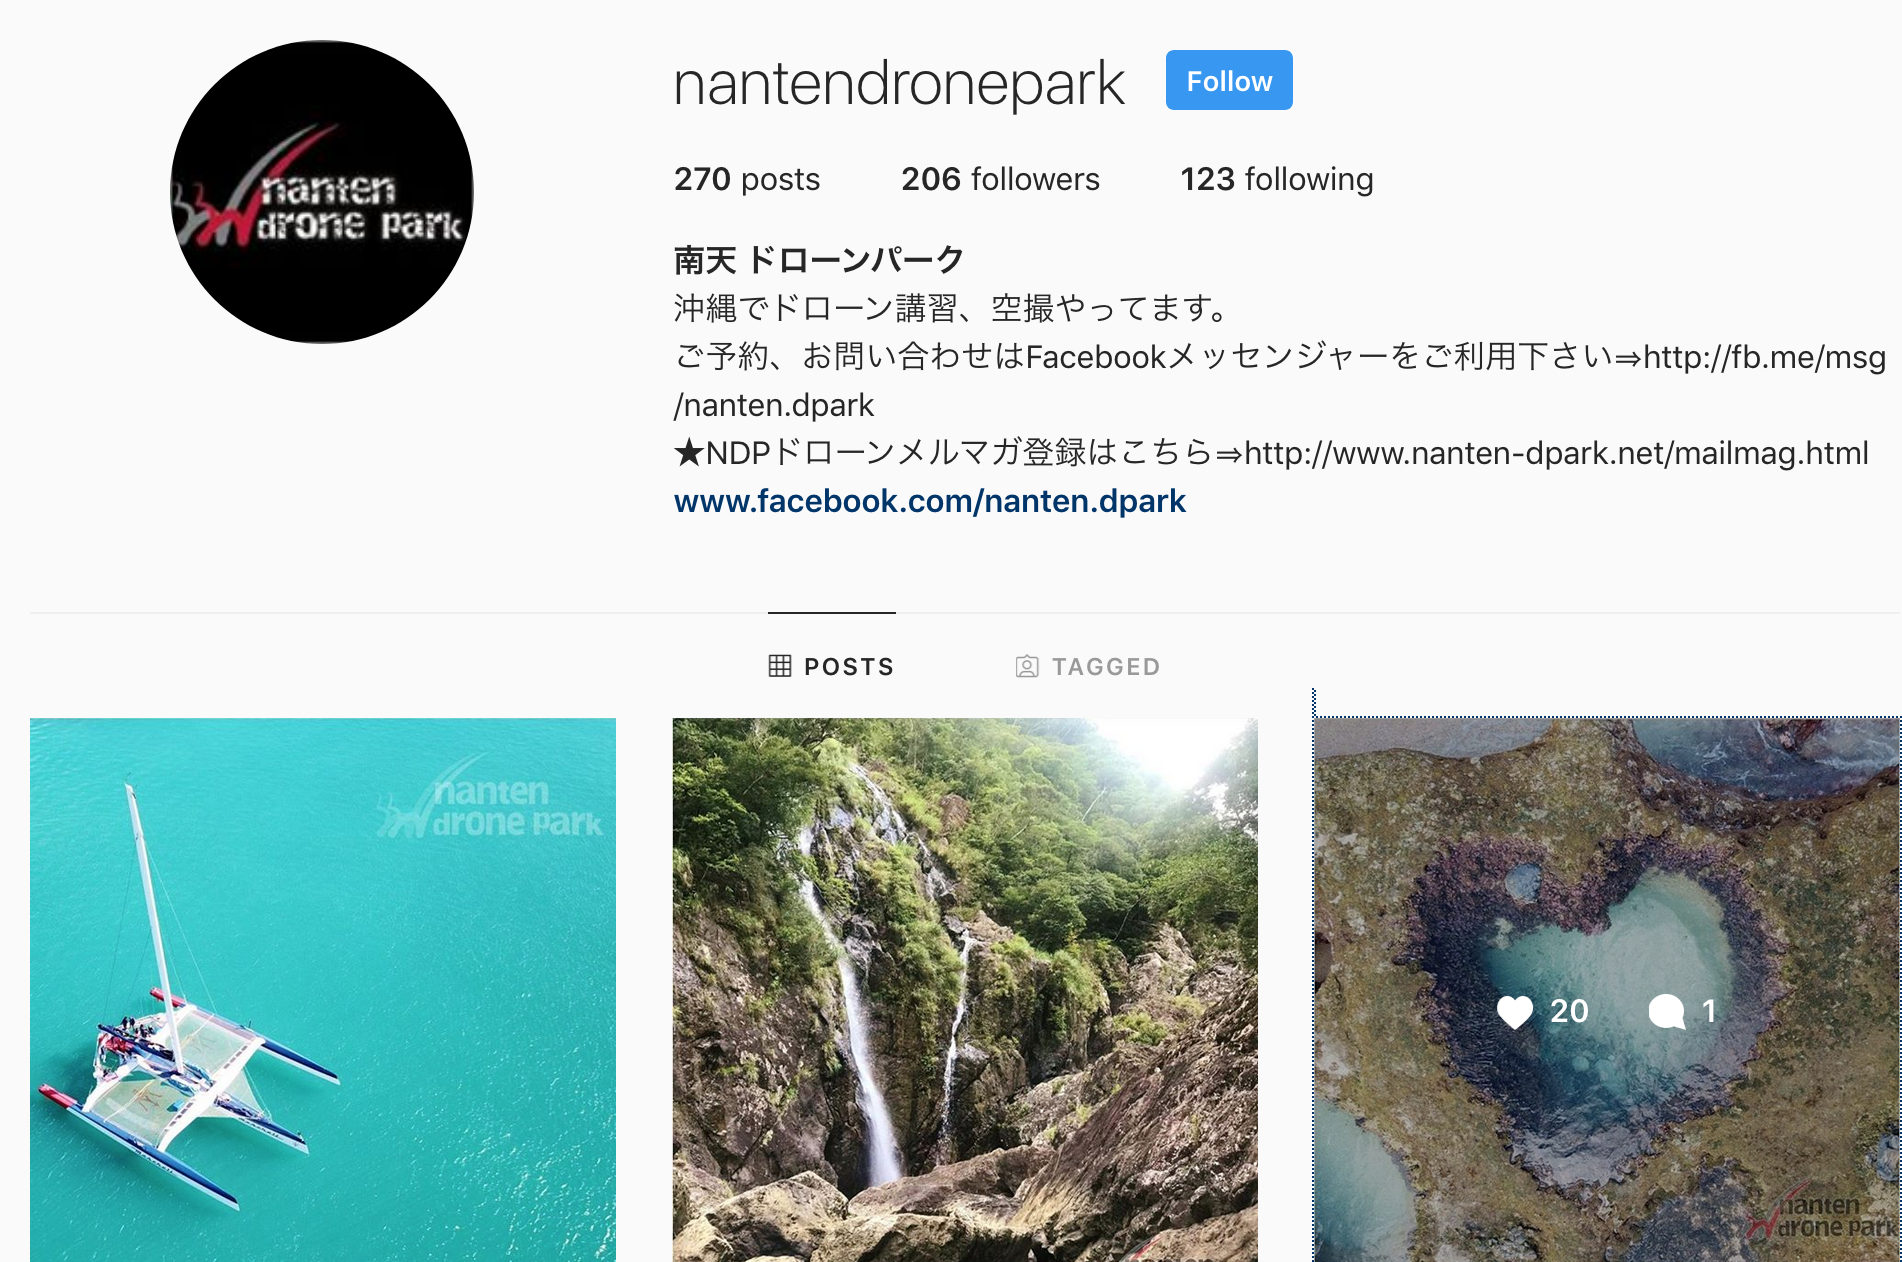 nanten
drone park
nantendronepark
Follow
270 posts 206 followers 123 following
南天 ドローンパーク
沖縄でドローン講習、空撮やってます。
ご予約、お問い合わせはFacebookメッセンジャーをご利用下さい⇒http://fb.me/msg
/nanten.dpark
★NDPドローンメルマガ登録はこちら⇒http://www.nanten-dpark.net/mailmag.html
www.facebook.com/nanten.dpark
POSTS TAGGED
nanten
drone park
20 1
nanten
drone park